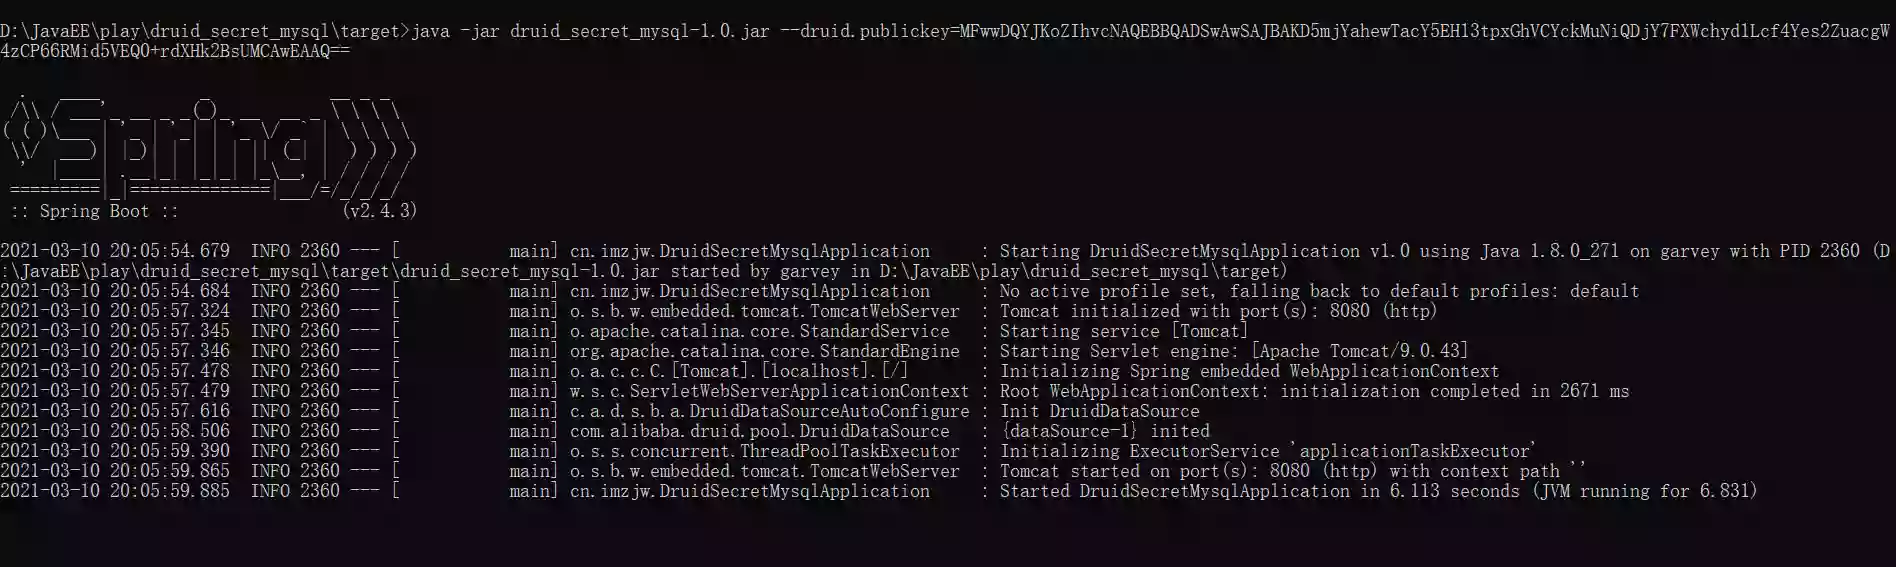 D:\JavaEE\play\druid_secret_mysql\target>java -jar druid_secret_mysql-1.0.jar --druid.publickey=MFwwDQYJKoZIhvcNAQEBBQADSwAwSAJBAKD5mjYahewTacY5EH13tpxGhVCYckMuNiQDjY7FXWchyd1Lcf4Yes2ZuacgW
4zCP66RMid5VEQO+rdXHk2BsUMCAwEAAQ==
  .   ____          _            __ _ _
 /\\ / ___'_ __ _ _(_)_ __  __ _ \ \ \ \
( ( )\___ | '_ | '_| | '_ \/ _` | \ \ \ \
 \\/  ___)| |_)| | | | | || (_| |  ) ) ) )
  '  |____| .__|_| |_|_| |_\__, | / / / /
 =========|_|==============|___/=/_/_/_/
 :: Spring Boot ::                (v2.4.3)
2021-03-10 20:05:54.679  INFO 2360 --- [           main] cn.imzjw.DruidSecretMysqlApplication     : Starting DruidSecretMysqlApplication v1.0 using Java 1.8.0_271 on garvey with PID 2360 (D
:\JavaEE\play\druid_secret_mysql\target\druid_secret_mysql-1.0.jar started by garvey in D:\JavaEE\play\druid_secret_mysql\target)
2021-03-10 20:05:54.684  INFO 2360 --- [           main] cn.imzjw.DruidSecretMysqlApplication     : No active profile set, falling back to default profiles: default
2021-03-10 20:05:57.324  INFO 2360 --- [           main] o.s.b.w.embedded.tomcat.TomcatWebServer  : Tomcat initialized with port(s): 8080 (http)
2021-03-10 20:05:57.345  INFO 2360 --- [           main] o.apache.catalina.core.StandardService   : Starting service [Tomcat]
2021-03-10 20:05:57.346  INFO 2360 --- [           main] org.apache.catalina.core.StandardEngine  : Starting Servlet engine: [Apache Tomcat/9.0.43]
2021-03-10 20:05:57.478  INFO 2360 --- [           main] o.a.c.c.C.[Tomcat].[localhost].[/]       : Initializing Spring embedded WebApplicationContext
2021-03-10 20:05:57.479  INFO 2360 --- [           main] w.s.c.ServletWebServerApplicationContext : Root WebApplicationContext: initialization completed in 2671 ms
2021-03-10 20:05:57.616  INFO 2360 --- [           main] c.a.d.s.b.a.DruidDataSourceAutoConfigure : Init DruidDataSource
2021-03-10 20:05:58.506  INFO 2360 --- [           main] com.alibaba.druid.pool.DruidDataSource   : {dataSource-1} inited
2021-03-10 20:05:59.390  INFO 2360 --- [           main] o.s.s.concurrent.ThreadPoolTaskExecutor  : Initializing ExecutorService 'applicationTaskExecutor'
2021-03-10 20:05:59.865  INFO 2360 --- [           main] o.s.b.w.embedded.tomcat.TomcatWebServer  : Tomcat started on port(s): 8080 (http) with context path ''
2021-03-10 20:05:59.885  INFO 2360 --- [           main] cn.imzjw.DruidSecretMysqlApplication     : Started DruidSecretMysqlApplication in 6.113 seconds (JVM running for 6.831)